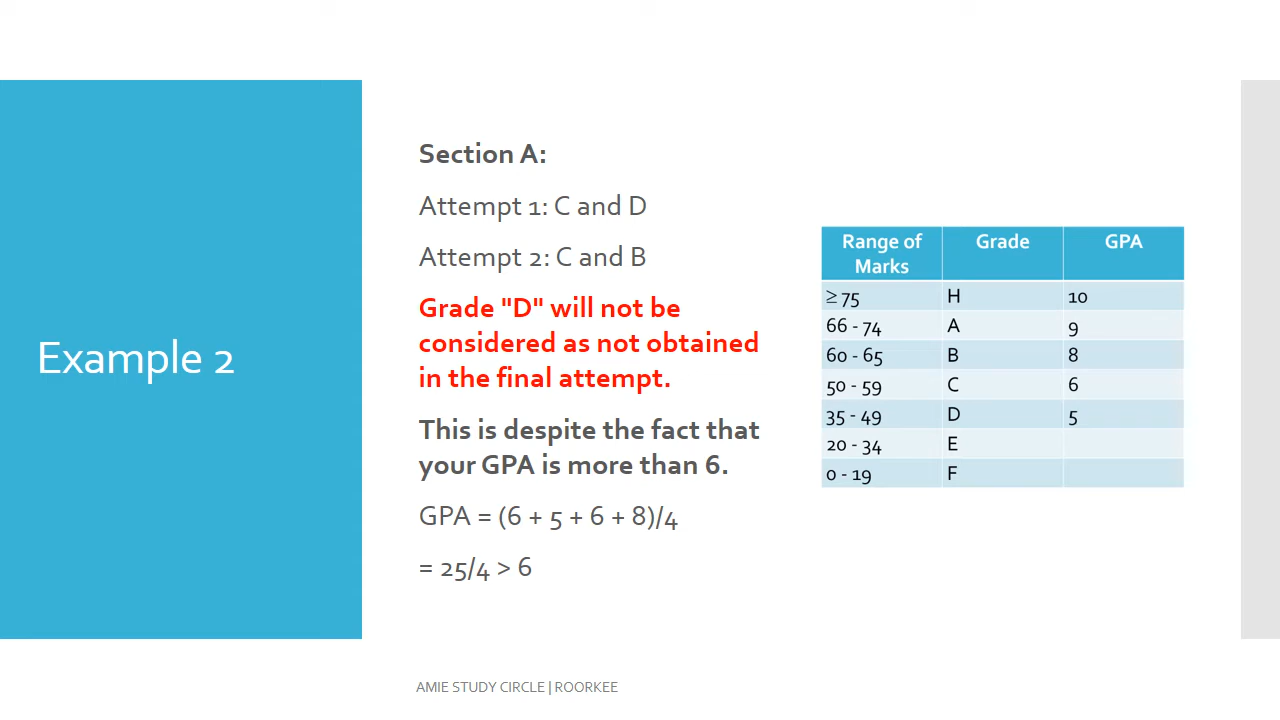 Example 2
Section A:
Attempt 1: C and D
Attempt 2: C and B
Grade "D" will not be
considered as not obtained
in the final attempt.
This is despite the fact that
your GPA is more than 6.
GPA = (6 + 5 + 6 + 8)/4
= 25/4 > 6
Range of Marks Grade GPA
≥ 75 H 10
66 - 74 A 9
60 - 65 B 8
50 - 59 C 6
35 - 49 D 5
20 - 34 E
0 - 19 F
AMIE STUDY CIRCLE | ROORKEE